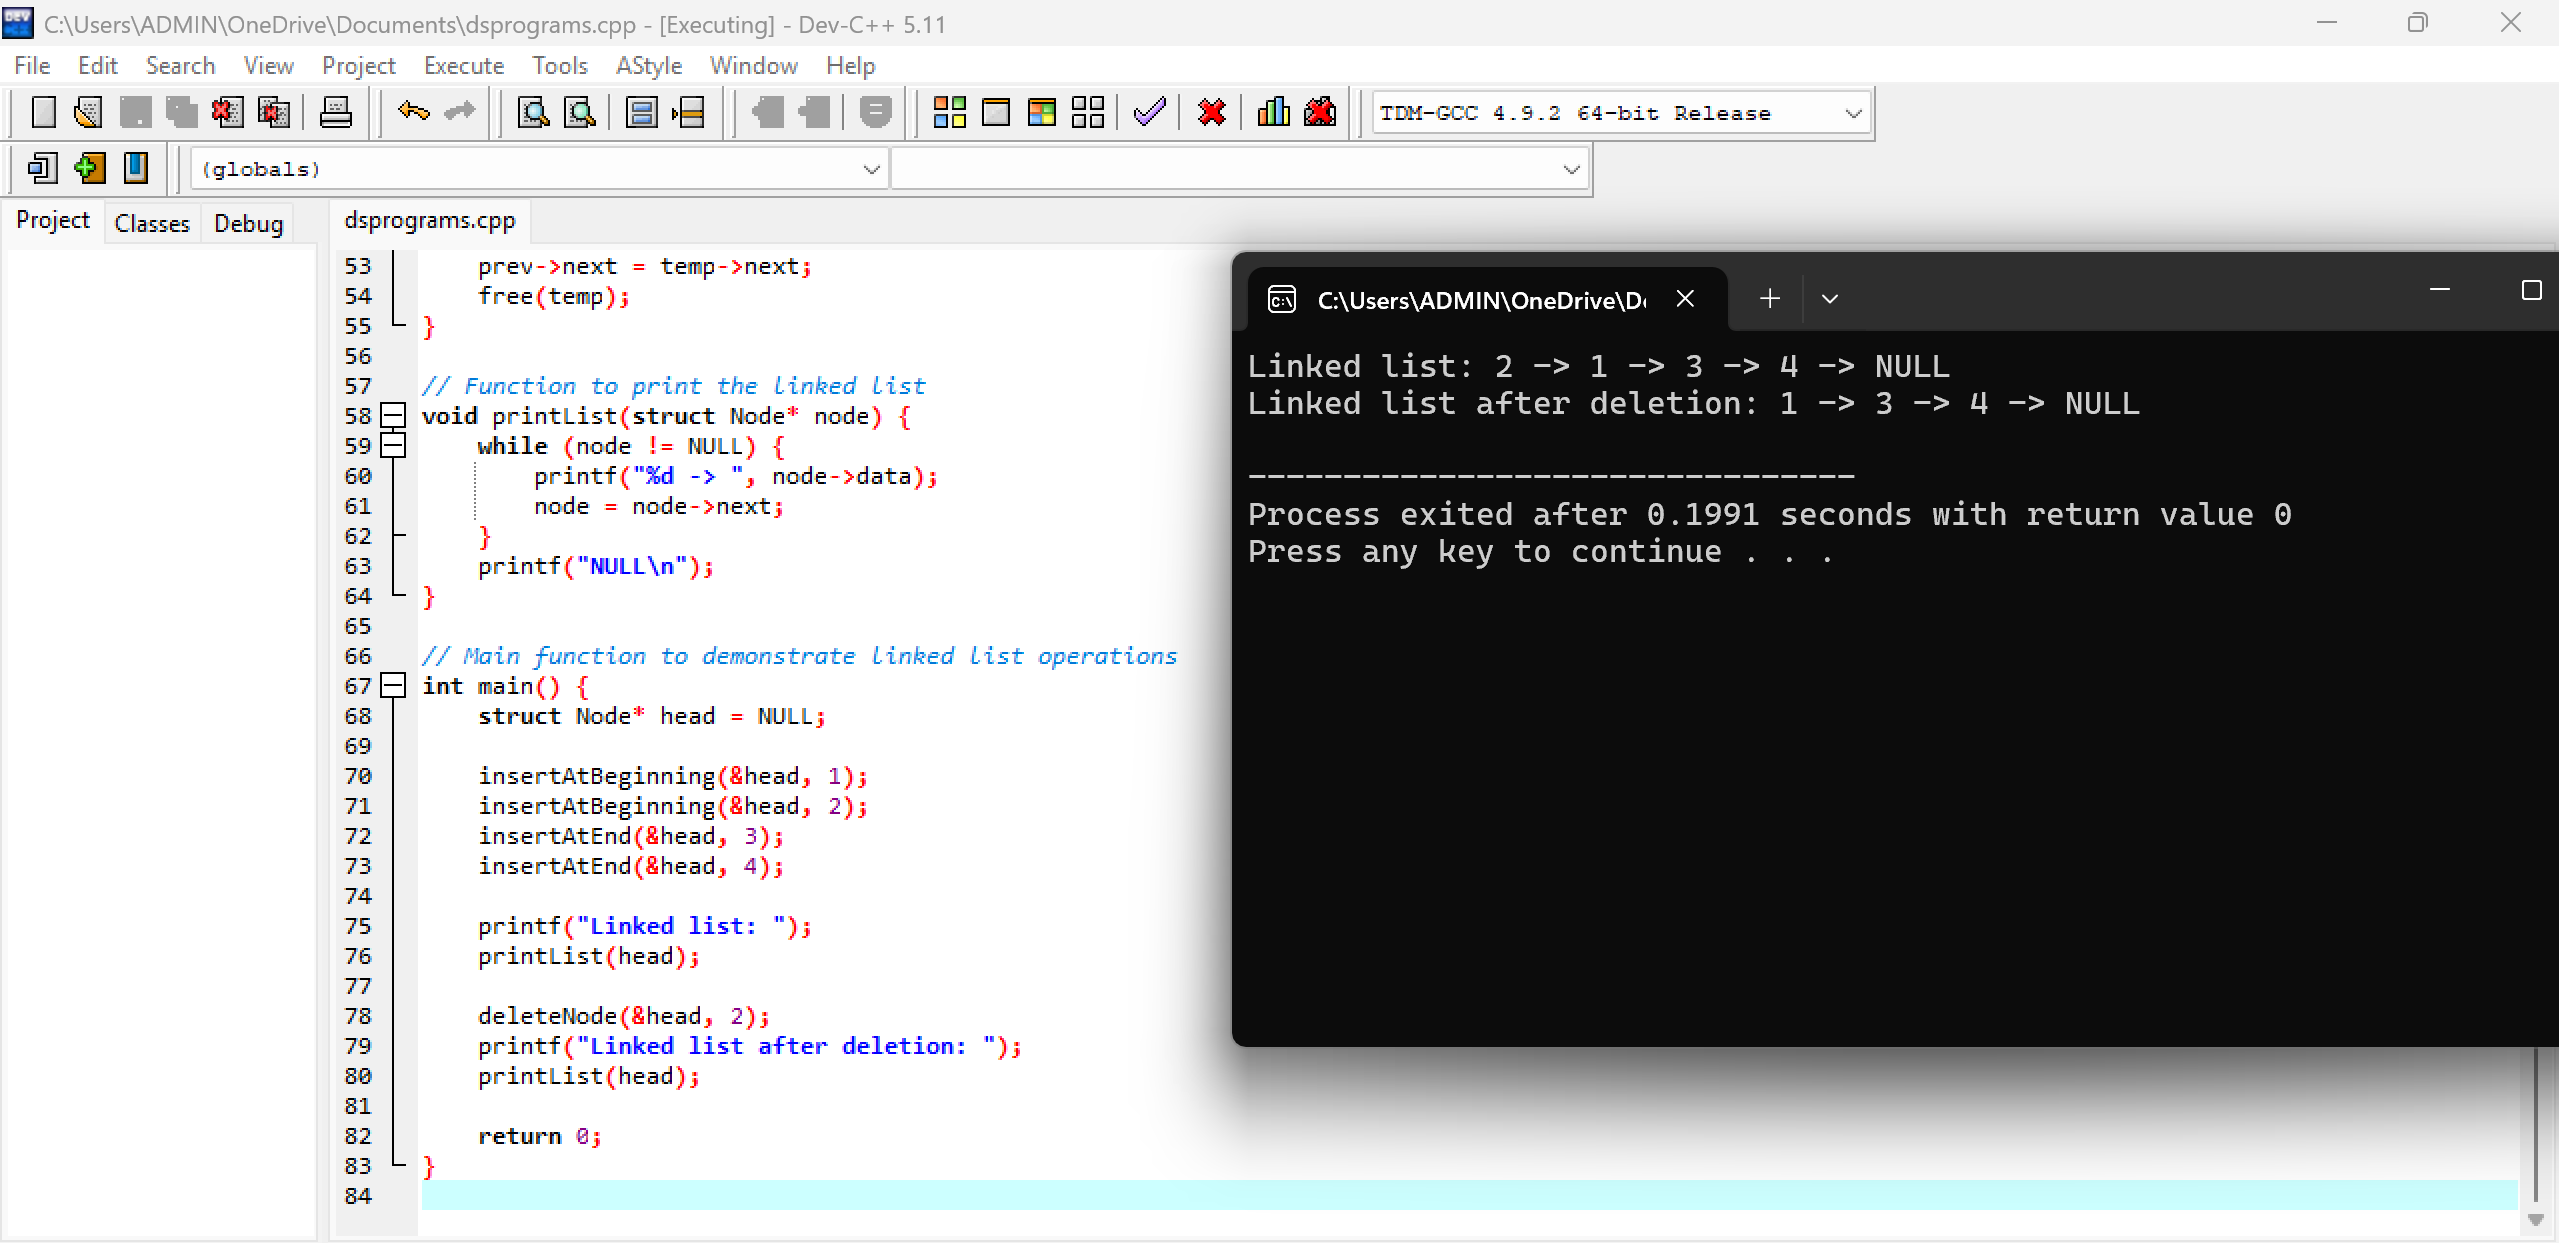 C:\Users\ADMIN\OneDrive\Documents\dsprograms.cpp - [Executing] - Dev-C++ 5.11
File Edit Search View Project Execute Tools AStyle Window Help
TDM-GCC 4.9.2 64-bit Release
(globals)
Project Classes Debug
dsprograms.cpp
53 prev->next = temp->next;
54 free(temp);
55 }
56
57 // Function to print the linked list
58 void printList(struct Node* node) {
59 while (node != NULL) {
60 printf("%d -> ", node->data);
61 node = node->next;
62 }
63 printf("NULL\n");
64 }
65
66 // Main function to demonstrate linked list operations
67 int main() {
68 struct Node* head = NULL;
69
70 insertAtBeginning(&head, 1);
71 insertAtBeginning(&head, 2);
72 insertAtEnd(&head, 3);
73 insertAtEnd(&head, 4);
74
75 printf("Linked list: ");
76 printList(head);
77
78 deleteNode(&head, 2);
79 printf("Linked list after deletion: ");
80 printList(head);
81
82 return 0;
83 }
84
C:\Users\ADMIN\OneDrive\D
Linked list: 2 -> 1 -> 3 -> 4 -> NULL
Linked list after deletion: 1 -> 3 -> 4 -> NULL
--------------------------------
Process exited after 0.1991 seconds with return value 0
Press any key to continue . . .